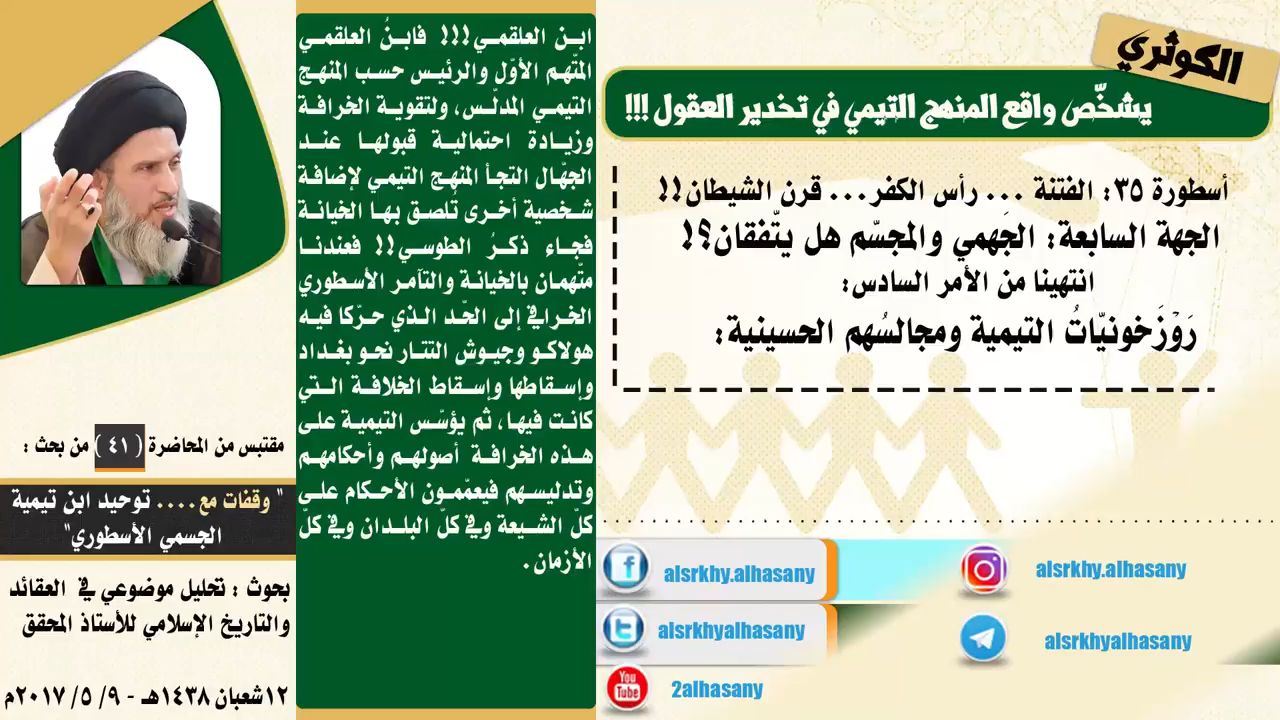 الكوثري
يشخّص واقع المنهج التيمي في تخدير العقول !!!
أسطورة ٣٥: الفتنة ... رأس الكفر... قرن الشيطان!!
الجهة السابعة: الجَهمي والمجسّم هل يتّفقان؟!
انتهينا من الأمر السادس:
رَوْزَخونيّاتُ التيمية ومجالسُهم الحسينية:
ابن العلقمي!!! فابنُ العلقمي
المتّهم الأوّل والرئيس حسب المنهج
التيمي المدلّس، ولتقوية الخرافة
وزيادة احتمالية قبولها عند
الجهّال التجأ المنهج التيمي لإضافة
شخصية أخرى تلصق بها الخيانة
فجاء ذكرُ الطوسي!! فعندنا
متّهمان بالخيانة والتآمر الأسطوري
الخرافي إلى الحّد الذي حرّكا فيه
هولاكو وجيوش التتار نحو بغداد
وإسقاطها وإسقاط الخلافة التي
كانت فيها، ثم يؤسّس التيمية على
هذه الخرافة أصولهم وأحكامهم
وتدليسهم فيعمّمون الأحكام على
كلّ الشيعة وفي كلّ البلدان وفي كلّ
الأزمان.
مقتبس من المحاضرة ( ٤١ ) من بحث :
" وقفات مع.... توحيد ابن تيمية
الجسمي الأسطوري"
بحوث : تحليل موضوعي في العقائد
والتاريخ الإسلامي للأستاذ المحقق
١٢شعبان ١٤٣٨هـ - ٩/ ٥/ ٢٠١٧م
alsrkhy.alhasany
alsrkhy.alhasany
alsrkhyalhasany
alsrkhyalhasany
You
Tube
2alhasany